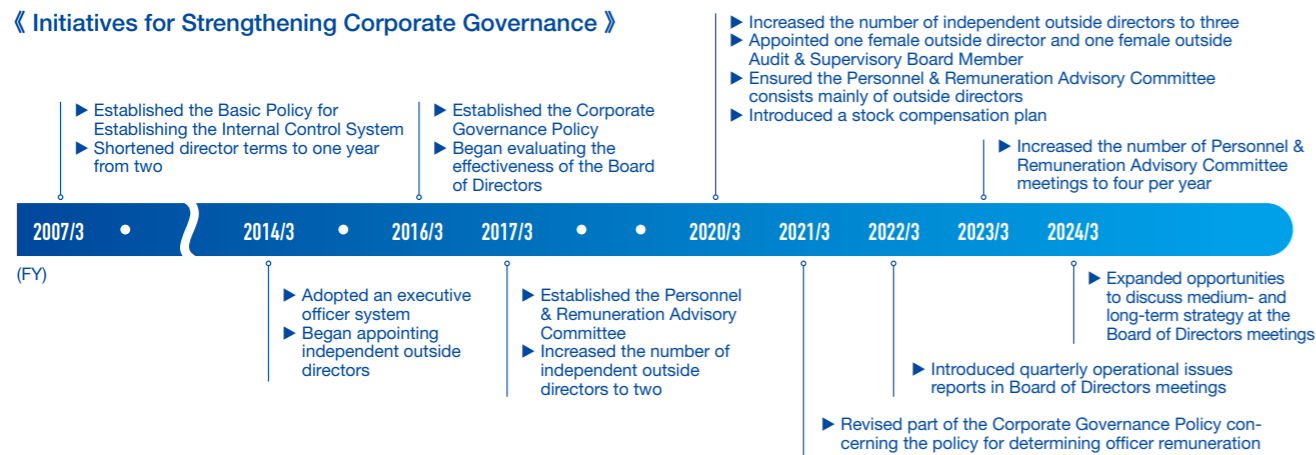 《 Initiatives for Strengthening Corporate Governance 》
▶ Increased the number of independent outside directors to three
▶ Appointed one female outside director and one female outside
Audit & Supervisory Board Member
▶ Ensured the Personnel & Remuneration Advisory Committee
consists mainly of outside directors
▶ Introduced a stock compensation plan
▶ Established the Basic Policy for
Establishing the Internal Control System
▶ Shortened director terms to one year
from two
▶ Established the Corporate
Governance Policy
▶ Began evaluating the
effectiveness of the Board
of Directors
▶ Increased the number of Personnel &
Remuneration Advisory Committee
meetings to four per year
2007/3 2014/3 2016/3 2017/3 2020/3 2021/3 2022/3 2023/3 2024/3
(FY)
▶ Adopted an executive
officer system
▶ Began appointing
independent outside
directors
▶ Established the Personnel
& Remuneration Advisory
Committee
▶ Increased the number of
independent outside
directors to two
▶ Expanded opportunities
to discuss medium- and
long-term strategy at the
Board of Directors meetings
▶ Introduced quarterly operational issues
reports in Board of Directors meetings
▶ Revised part of the Corporate Governance Policy con-
cerning the policy for determining officer remuneration